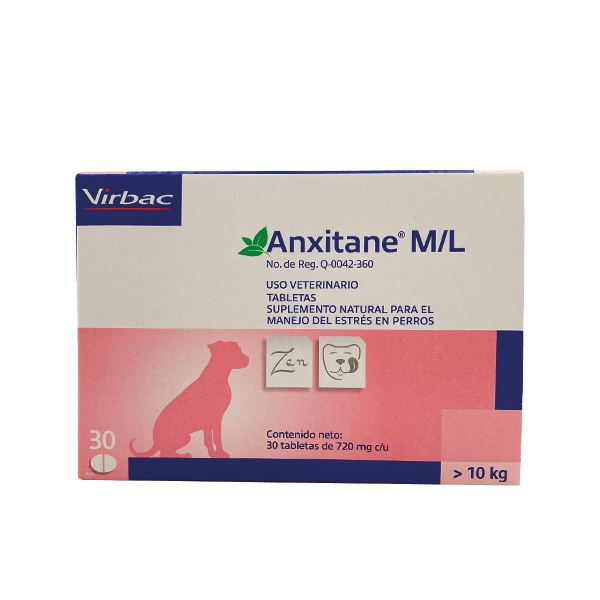 Virbac
Anxitane® M/L
No. de Reg. Q-0042-360
USO VETERINARIO
TABLETAS
SUPLEMENTO NATURAL PARA EL
MANEJO DEL ESTRÉS EN PERROS
Zen
Contenido neto:
30 tabletas de 720 mg c/u
30
> 10 kg